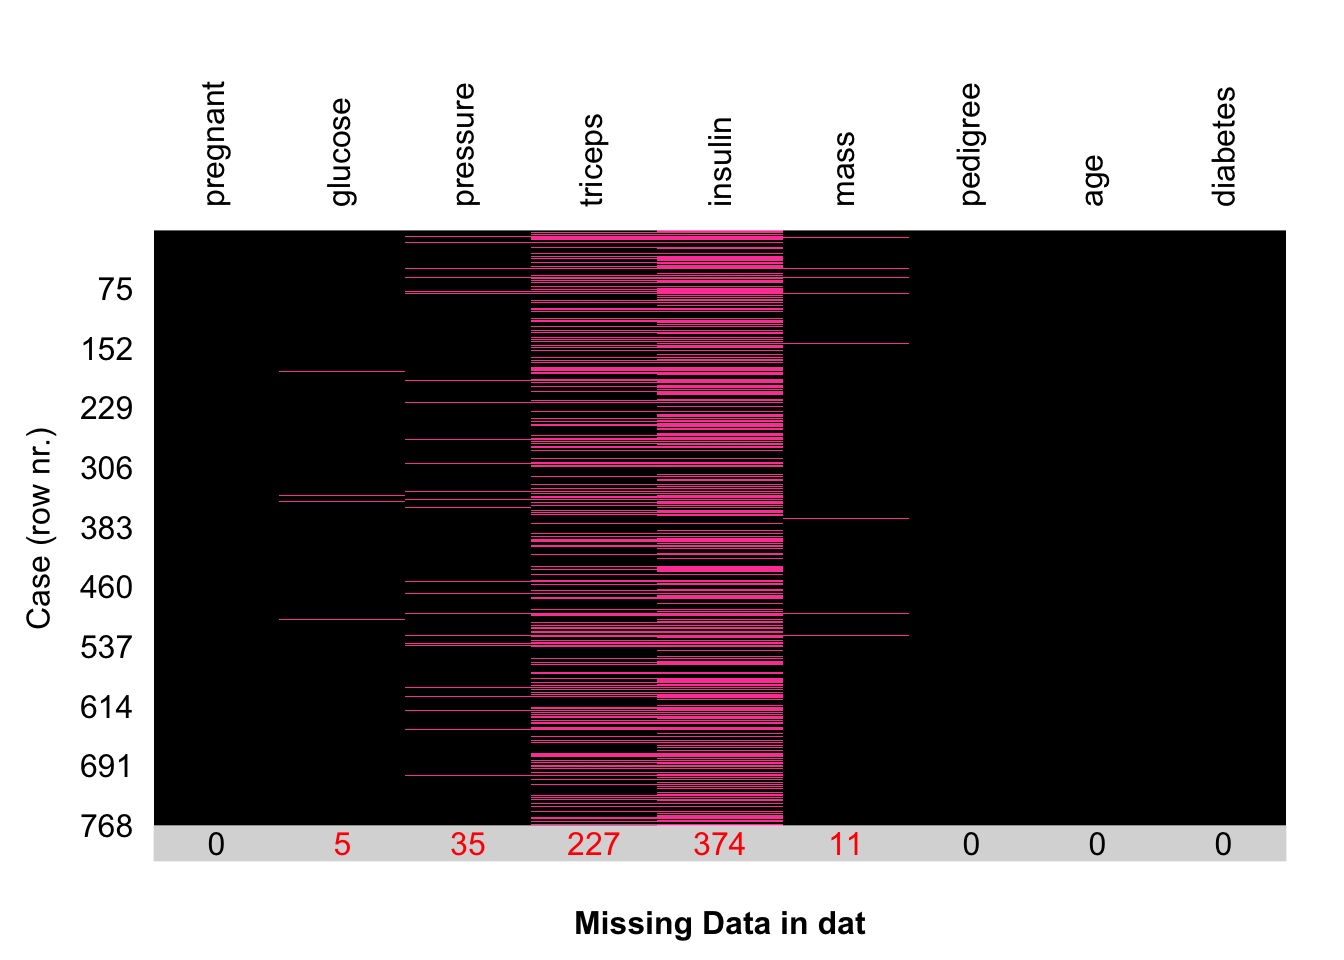 pregnant glucose pressure triceps insulin mass pedigree age diabetes
Case (row nr.)
75
152
229
306
383
460
537
614
691
768
0 5 35 227 374 11 0 0 0
Missing Data in dat